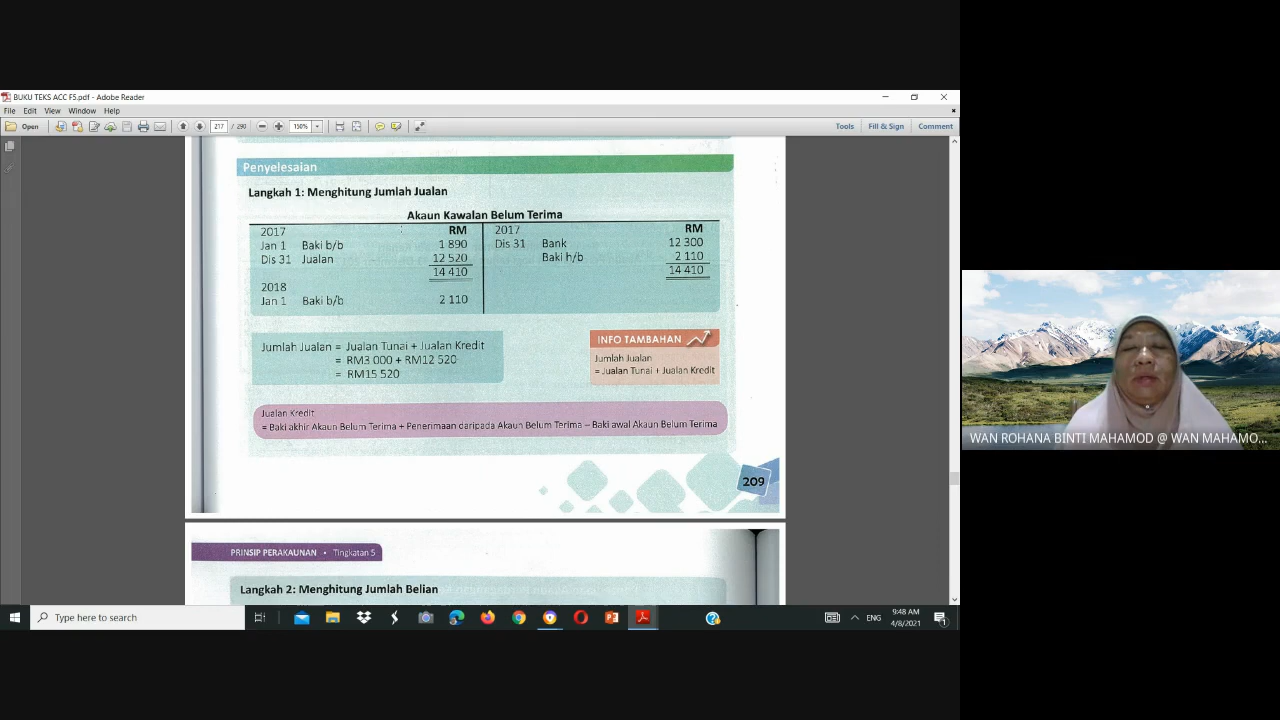 BUKU TEKS ACC F5.pdf - Adobe Reader
File Edit View Window Help
Open 217 / 290 150% Tools Fill & Sign Comment
Penyelesaian
Langkah 1: Menghitung Jumlah Jualan
Akaun Kawalan Belum Terima
2017 RM 2017 RM
Jan 1 Baki b/b 1 890 Dis 31 Bank 12 300
Dis 31 Jualan 12 520 Baki h/b 2 110
14 410 14 410
2018
Jan 1 Baki b/b 2 110
Jumlah Jualan = Jualan Tunai + Jualan Kredit
= RM3 000 + RM12 520
= RM15 520
INFO TAMBAHAN
Jumlah Jualan
= Jualan Tunai + Jualan Kredit
Jualan Kredit
= Baki akhir Akaun Belum Terima + Penerimaan daripada Akaun Belum Terima – Baki awal Akaun Belum Terima
209
PRINSIP PERAKAUNAN • Tingkatan 5
Langkah 2: Menghitung Jumlah Belian
WAN ROHANA BINTI MAHAMOD @ WAN MAHAMO...
Type here to search
ENG
9:48 AM
4/8/2021